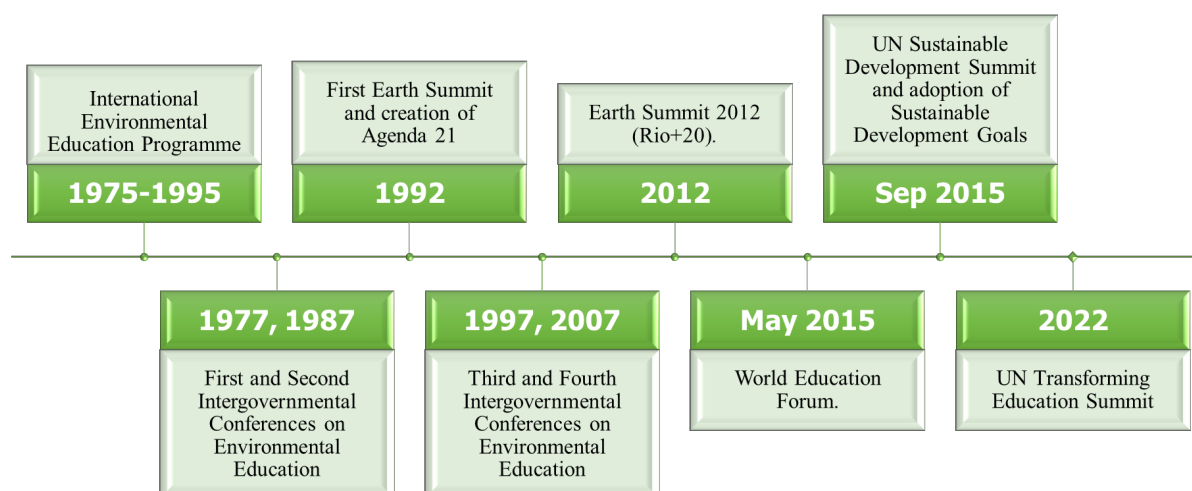 International
Environmental
Education Programme
1975-1995
1977, 1987
First and Second
Intergovernmental
Conferences on
Environmental
Education
First Earth Summit
and creation of
Agenda 21
1992
1997, 2007
Third and Fourth
Intergovernmental
Conferences on
Environmental
Education
Earth Summit 2012
(Rio+20).
2012
May 2015
World Education
Forum.
UN Sustainable
Development Summit
and adoption of
Sustainable
Development Goals
Sep 2015
2022
UN Transforming
Education Summit